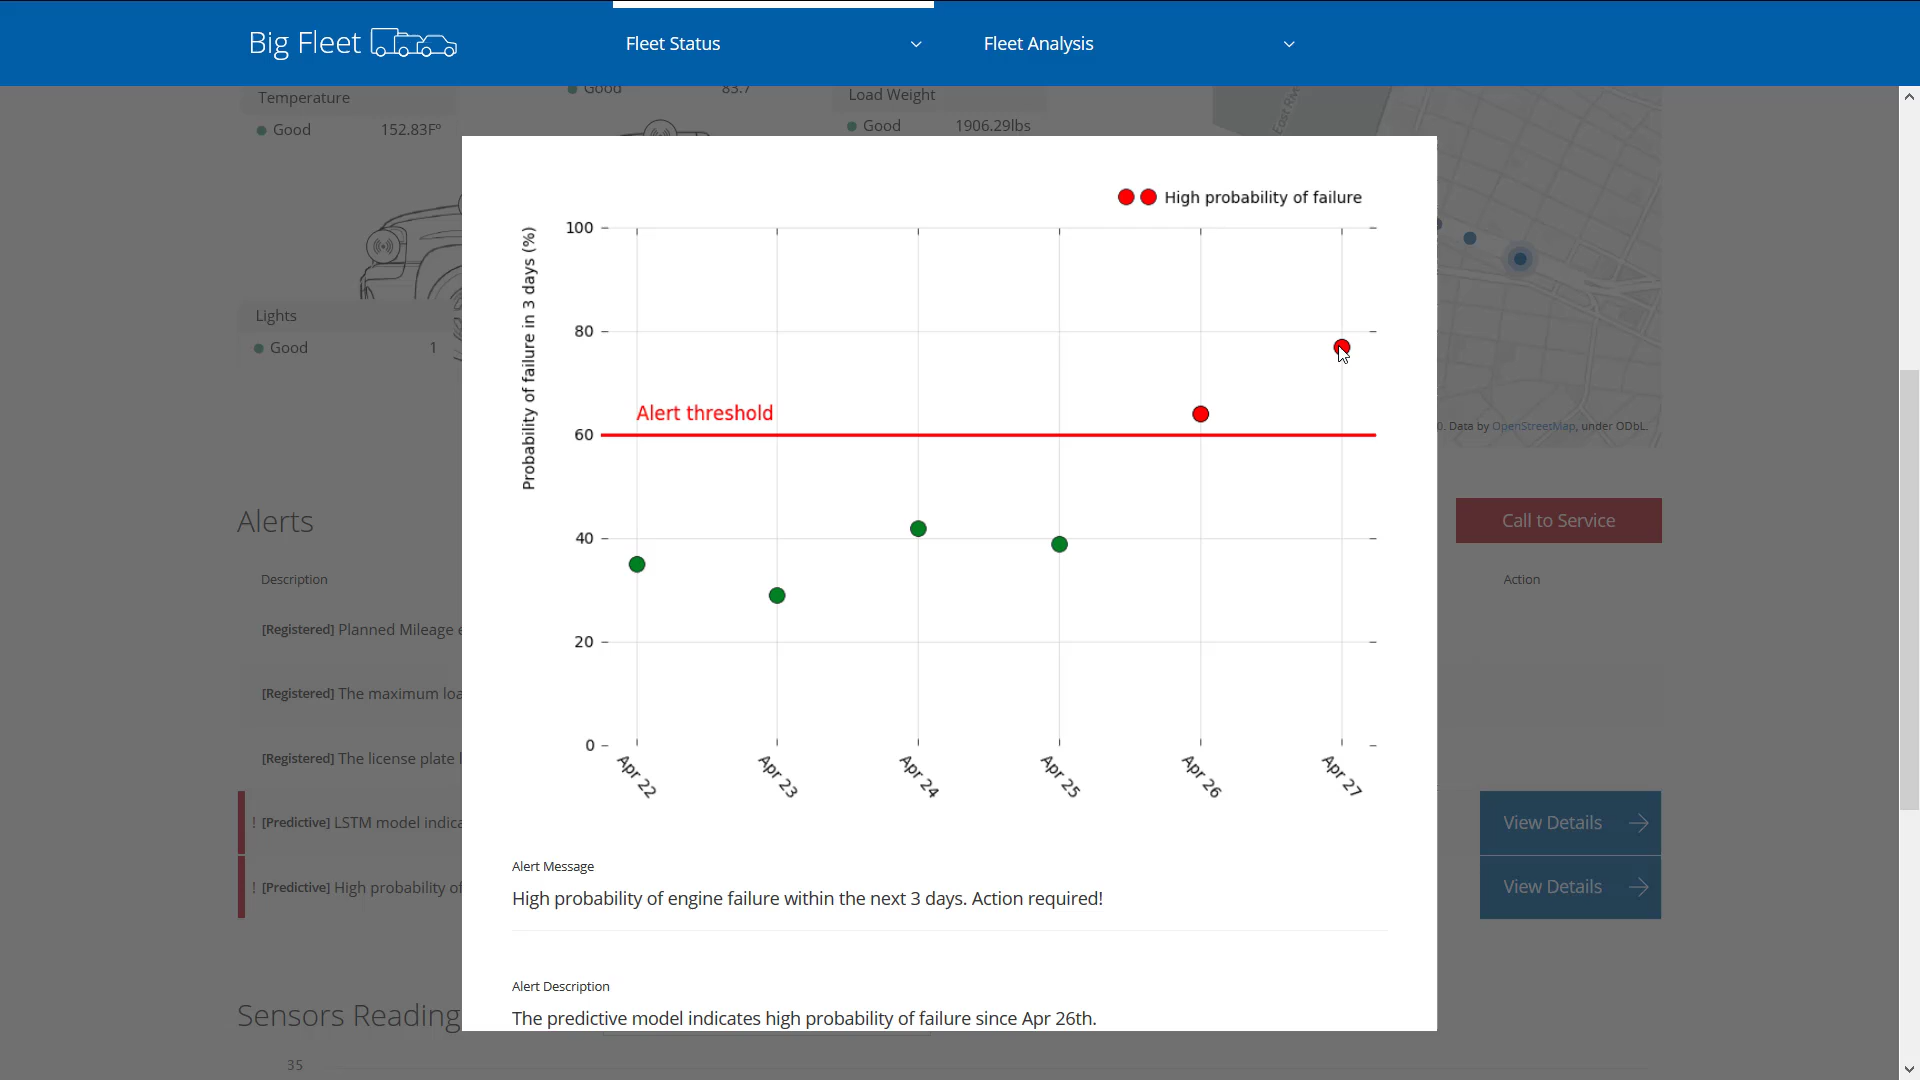 Big Fleet
Fleet Status
Fleet Analysis
Temperature
Good 152.83Fº
Good 83.7
Load Weight
Good 1906.29lbs
Lights
Good 1
High probability of failure
Probability of failure in 3 days (%)
100
80
Alert threshold
60
40
20
0
Apr 22
Apr 23
Apr 24
Apr 25
Apr 26
Apr 27
Data by OpenStreetMap, under ODbL.
Alerts
Call to Service
Description
Action
[Registered] Planned Mileage
[Registered] The maximum
[Registered] The license plate
! [Predictive] LSTM model
View Details
! [Predictive] High probability of
View Details
Alert Message
High probability of engine failure within the next 3 days. Action required!
Alert Description
The predictive model indicates high probability of failure since Apr 26th.
Sensors Reading
35